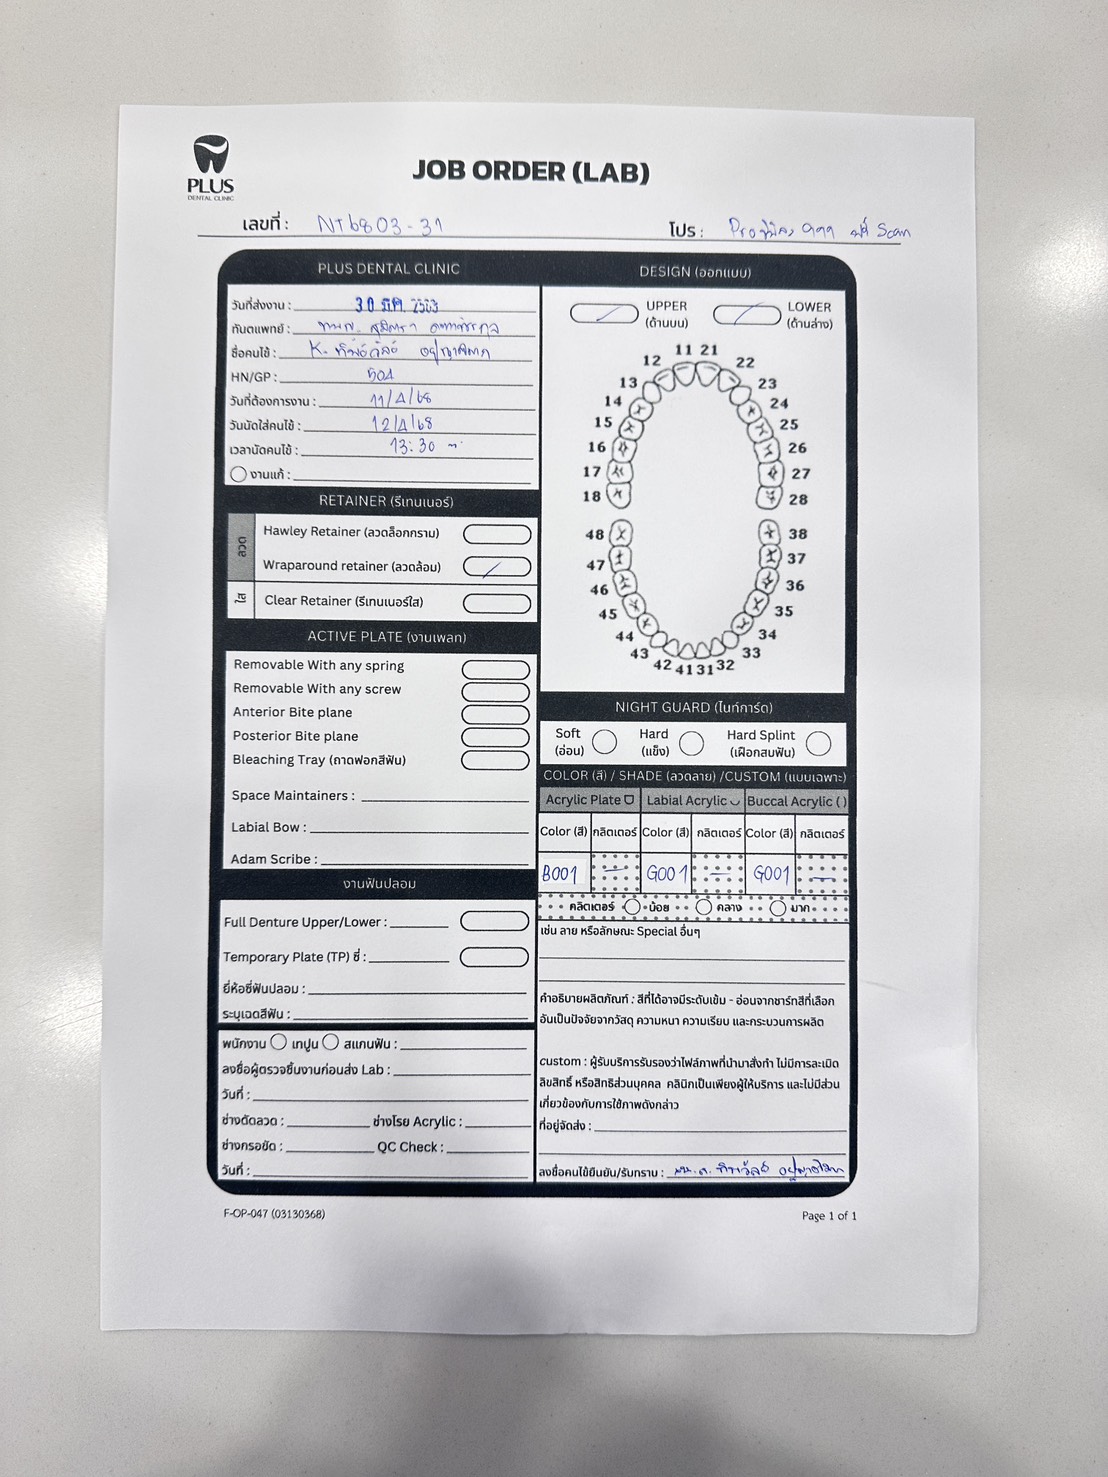 PLUS
DENTAL CLINIC
JOB ORDER (LAB)
เลขที่ : NT6803-31
โปร : Pro Scan
PLUS DENTAL CLINIC
วันที่ส่งงาน : 30 มี.ค. 2568
ทันตแพทย์ :
ชื่อคนไข้ : K.
HN/GP : 504
วันที่ต้องการงาน : 11/4/68
วันนัดใส่คนไข้ : 12/4/68
เวลานัดคนไข้ : 13:30 น.
งานแก้ :
RETAINER (รีเทนเนอร์)
ลวด
Hawley Retainer (ลวดล็อกกราม)
Wraparound retainer (ลวดล้อม)
ใส
Clear Retainer (รีเทนเนอร์ใส)
ACTIVE PLATE (งานเพลท)
Removable With any spring
Removable With any screw
Anterior Bite plane
Posterior Bite plane
Bleaching Tray (ถาดฟอกสีฟัน)
Space Maintainers :
Labial Bow :
Adam Scribe :
งานฟันปลอม
Full Denture Upper/Lower :
Temporary Plate (TP) ซี่ :
ยี่ห้อซี่ฟันปลอม :
ระบุเฉดสีฟัน :
พนักงาน เทปูน สแกนฟัน :
ลงชื่อผู้ตรวจชิ้นงานก่อนส่ง Lab :
วันที่ :
ช่างดัดลวด : ช่างโรย Acrylic :
ช่างกรอขัด : QC Check :
วันที่ :
DESIGN (ออกแบบ)
UPPER
(ด้านบน)
LOWER
(ด้านล่าง)
11 21
12 22
13 23
14 24
15 25
16 26
17 27
18 28
48 38
47 37
46 36
45 35
44 34
43 33
42 41 31 32
NIGHT GUARD (ไนท์การ์ด)
Soft
(อ่อน)
Hard
(แข็ง)
Hard Splint
(เฝือกสบฟัน)
COLOR (สี) / SHADE (ลวดลาย) /CUSTOM (แบบเฉพาะ)
Acrylic Plate Labial Acrylic Buccal Acrylic ( )
Color (สี) กลิตเตอร์ Color (สี) กลิตเตอร์ Color (สี) กลิตเตอร์
B001 — G001 — G001 —
กลิตเตอร์ น้อย กลาง มาก
เช่น ลาย หรือลักษณะ Special อื่นๆ
คำอธิบายผลิตภัณฑ์ : สีที่ได้อาจมีระดับเข้ม - อ่อนจากชาร์ทสีที่เลือก
อันเป็นปัจจัยจากวัสดุ ความหนา ความเรียบ และกระบวนการผลิต
custom : ผู้รับบริการรับรองว่าไฟล์ภาพที่นำมาสั่งทำ ไม่มีการละเมิด
ลิขสิทธิ์ หรือสิทธิส่วนบุคคล คลินิกเป็นเพียงผู้ให้บริการ และไม่มีส่วน
เกี่ยวข้องกับการใช้ภาพดังกล่าว
ที่อยู่จัดส่ง :
ลงชื่อคนไข้ยืนยัน/รับทราบ :
F-OP-047 (03130368)
Page 1 of 1